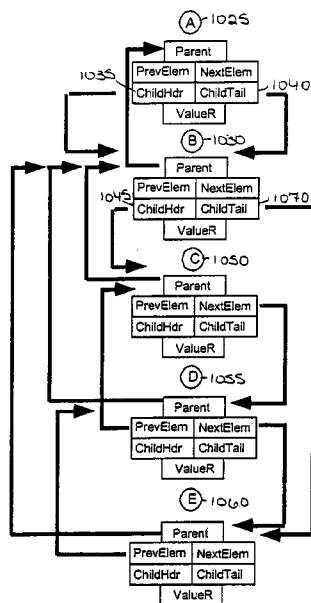 A 1025
Parent
1035 PrevElem NextElem 1040
ChildHdr ChildTail
ValueR
B 1030
Parent
1045 PrevElem NextElem 1070
ChildHdr ChildTail
ValueR
C 1050
Parent
PrevElem NextElem
ChildHdr ChildTail
ValueR
D 1055
Parent
PrevElem NextElem
ChildHdr ChildTail
ValueR
E 1060
Parent
PrevElem NextElem
ChildHdr ChildTail
ValueR